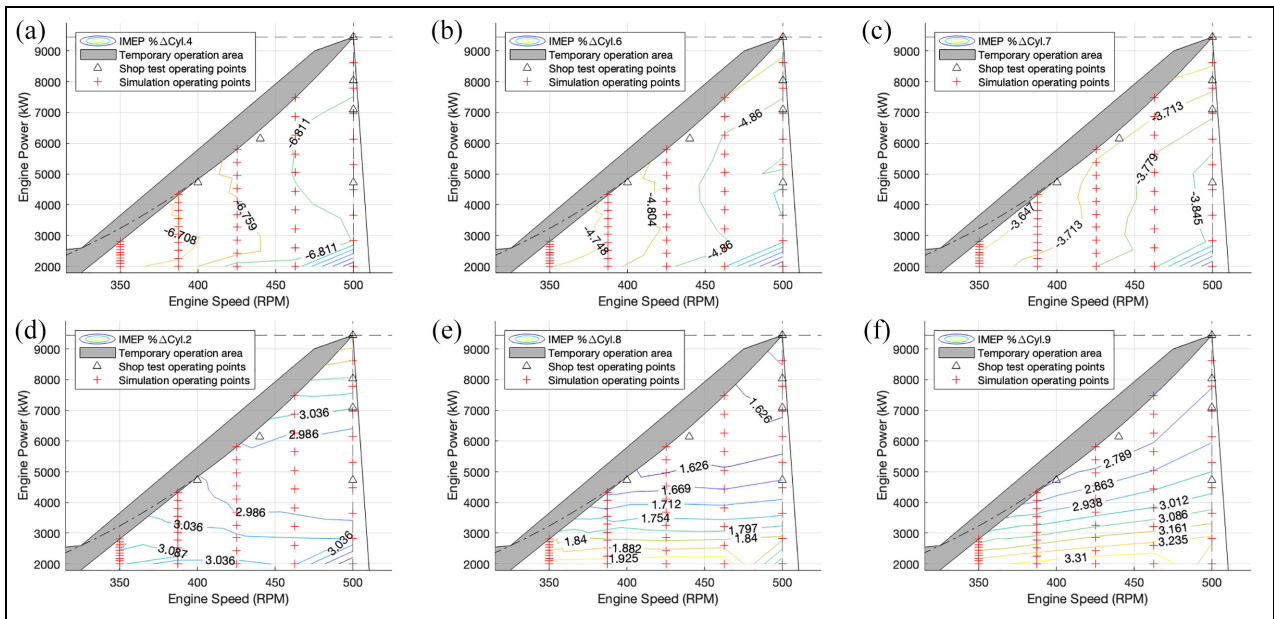 (a)
IMEP %ΔCyl.4
Temporary operation area
Shop test operating points
Simulation operating points
9000
8000
7000
6000
5000
4000
3000
2000
Engine Power (kW)
350
400
450
500
Engine Speed (RPM)
-6.811
-6.759
-6.708
-6.811
(b)
IMEP %ΔCyl.6
Temporary operation area
Shop test operating points
Simulation operating points
9000
8000
7000
6000
5000
4000
3000
2000
Engine Power (kW)
350
400
450
500
Engine Speed (RPM)
-4.86
-4.804
-4.748
-4.86
(c)
IMEP %ΔCyl.7
Temporary operation area
Shop test operating points
Simulation operating points
9000
8000
7000
6000
5000
4000
3000
2000
Engine Power (kW)
350
400
450
500
Engine Speed (RPM)
-3.713
-3.779
-3.647
-3.845
-3.713
(d)
IMEP %ΔCyl.2
Temporary operation area
Shop test operating points
Simulation operating points
9000
8000
7000
6000
5000
4000
3000
2000
Engine Power (kW)
350
400
450
500
Engine Speed (RPM)
3.036
2.986
2.986
3.036
3.087
3.036
3.036
(e)
IMEP %ΔCyl.8
Temporary operation area
Shop test operating points
Simulation operating points
9000
8000
7000
6000
5000
4000
3000
2000
Engine Power (kW)
350
400
450
500
Engine Speed (RPM)
1.626
1.626
1.669
1.712
1.754
1.797
1.84
1.84
1.882
1.925
(f)
IMEP %ΔCyl.9
Temporary operation area
Shop test operating points
Simulation operating points
9000
8000
7000
6000
5000
4000
3000
2000
Engine Power (kW)
350
400
450
500
Engine Speed (RPM)
2.789
2.863
2.938
3.012
3.086
3.161
3.235
3.31